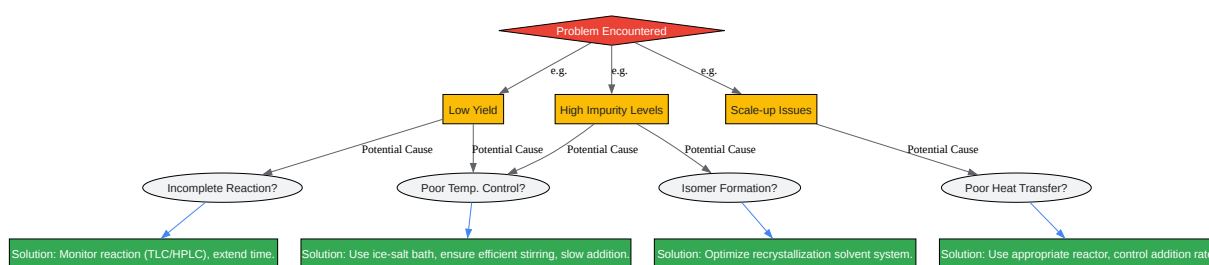 Problem Encountered
e.g.
e.g.
e.g.
Low Yield
High Impurity Levels
Scale-up Issues
Potential Cause
Potential Cause
Potential Cause
Potential Cause
Potential Cause
Incomplete Reaction?
Poor Temp. Control?
Isomer Formation?
Poor Heat Transfer?
Solution: Monitor reaction (TLC/HPLC), extend time.
Solution: Use ice-salt bath, ensure efficient stirring, slow addition.
Solution: Optimize recrystallization solvent system.
Solution: Use appropriate reactor, control addition